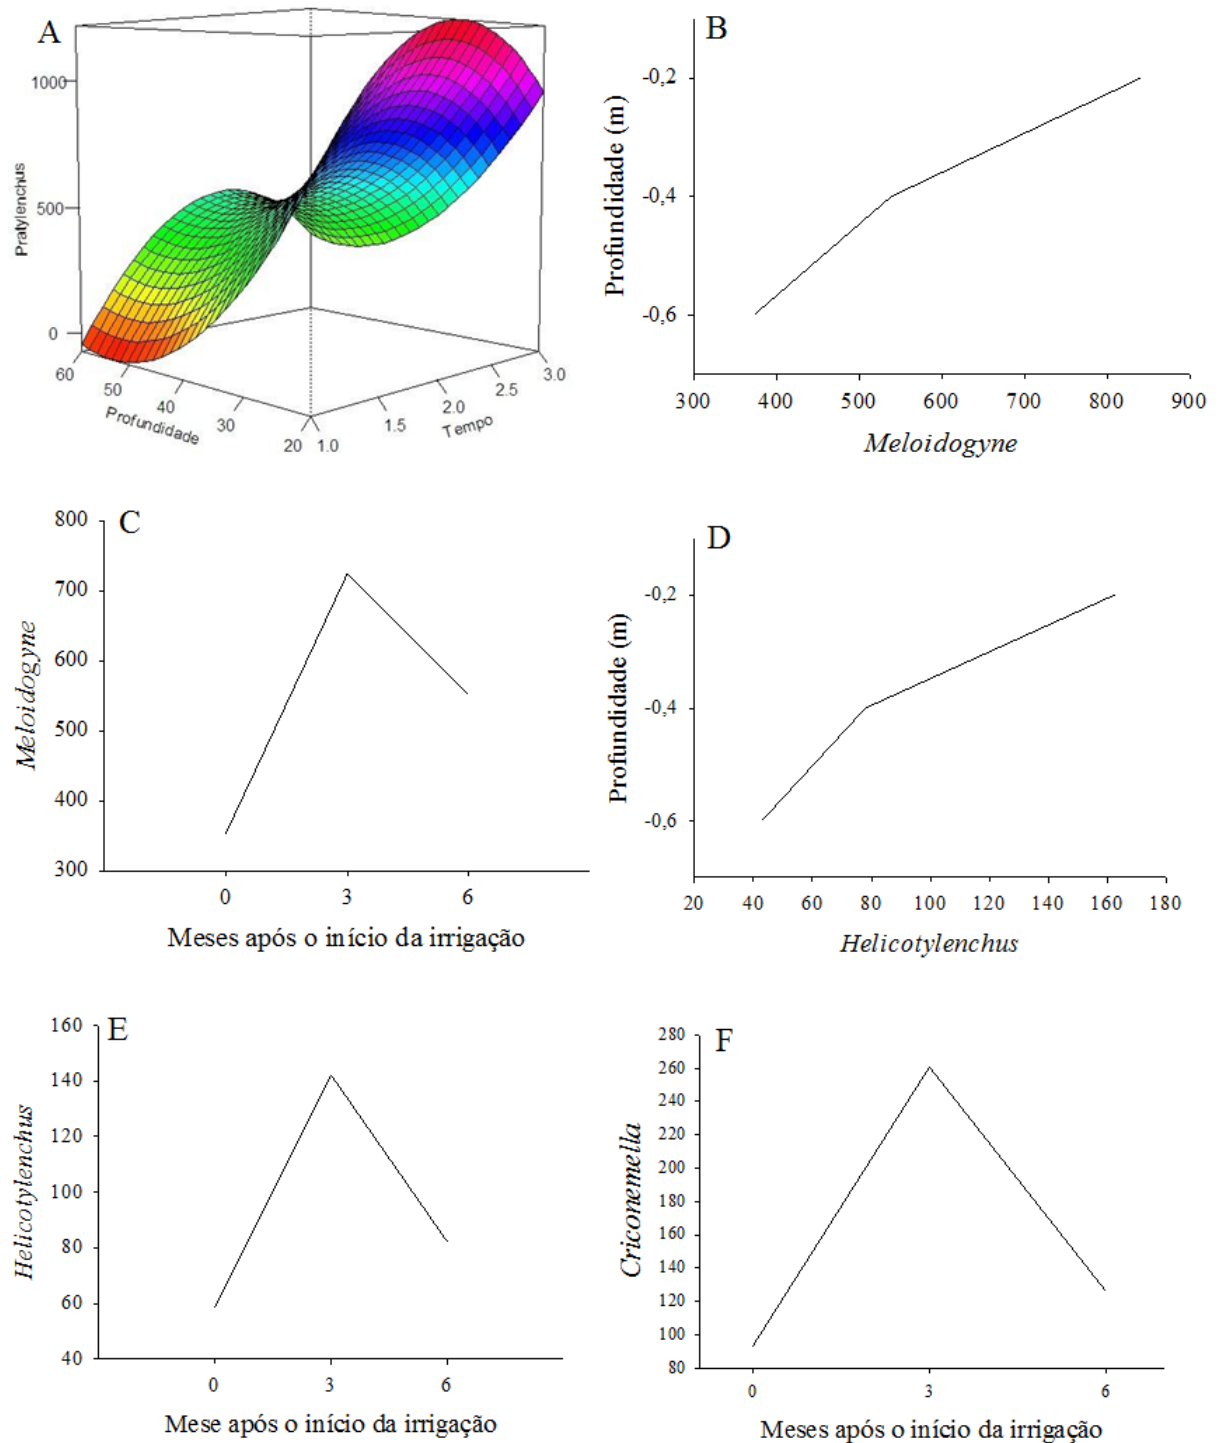 A
1000
500
0
Pratylenchus
60
50
40
30
20
Profundidade
1.0
1.5
2.0
2.5
3.0
Tempo
B
-0,2
-0,4
-0,6
Profundidade (m)
300 400 500 600 700 800 900
Meloidogyne
C
800
700
600
500
400
300
Meloidogyne
0 3 6
Meses após o início da irrigação
D
-0,2
-0,4
-0,6
Profundidade (m)
20 40 60 80 100 120 140 160 180
Helicotylenchus
E
160
140
120
100
80
60
40
Helicotylenchus
0 3 6
Mese após o início da irrigação
F
280
260
240
220
200
180
160
140
120
100
80
Criconemella
0 3 6
Meses após o início da irrigação